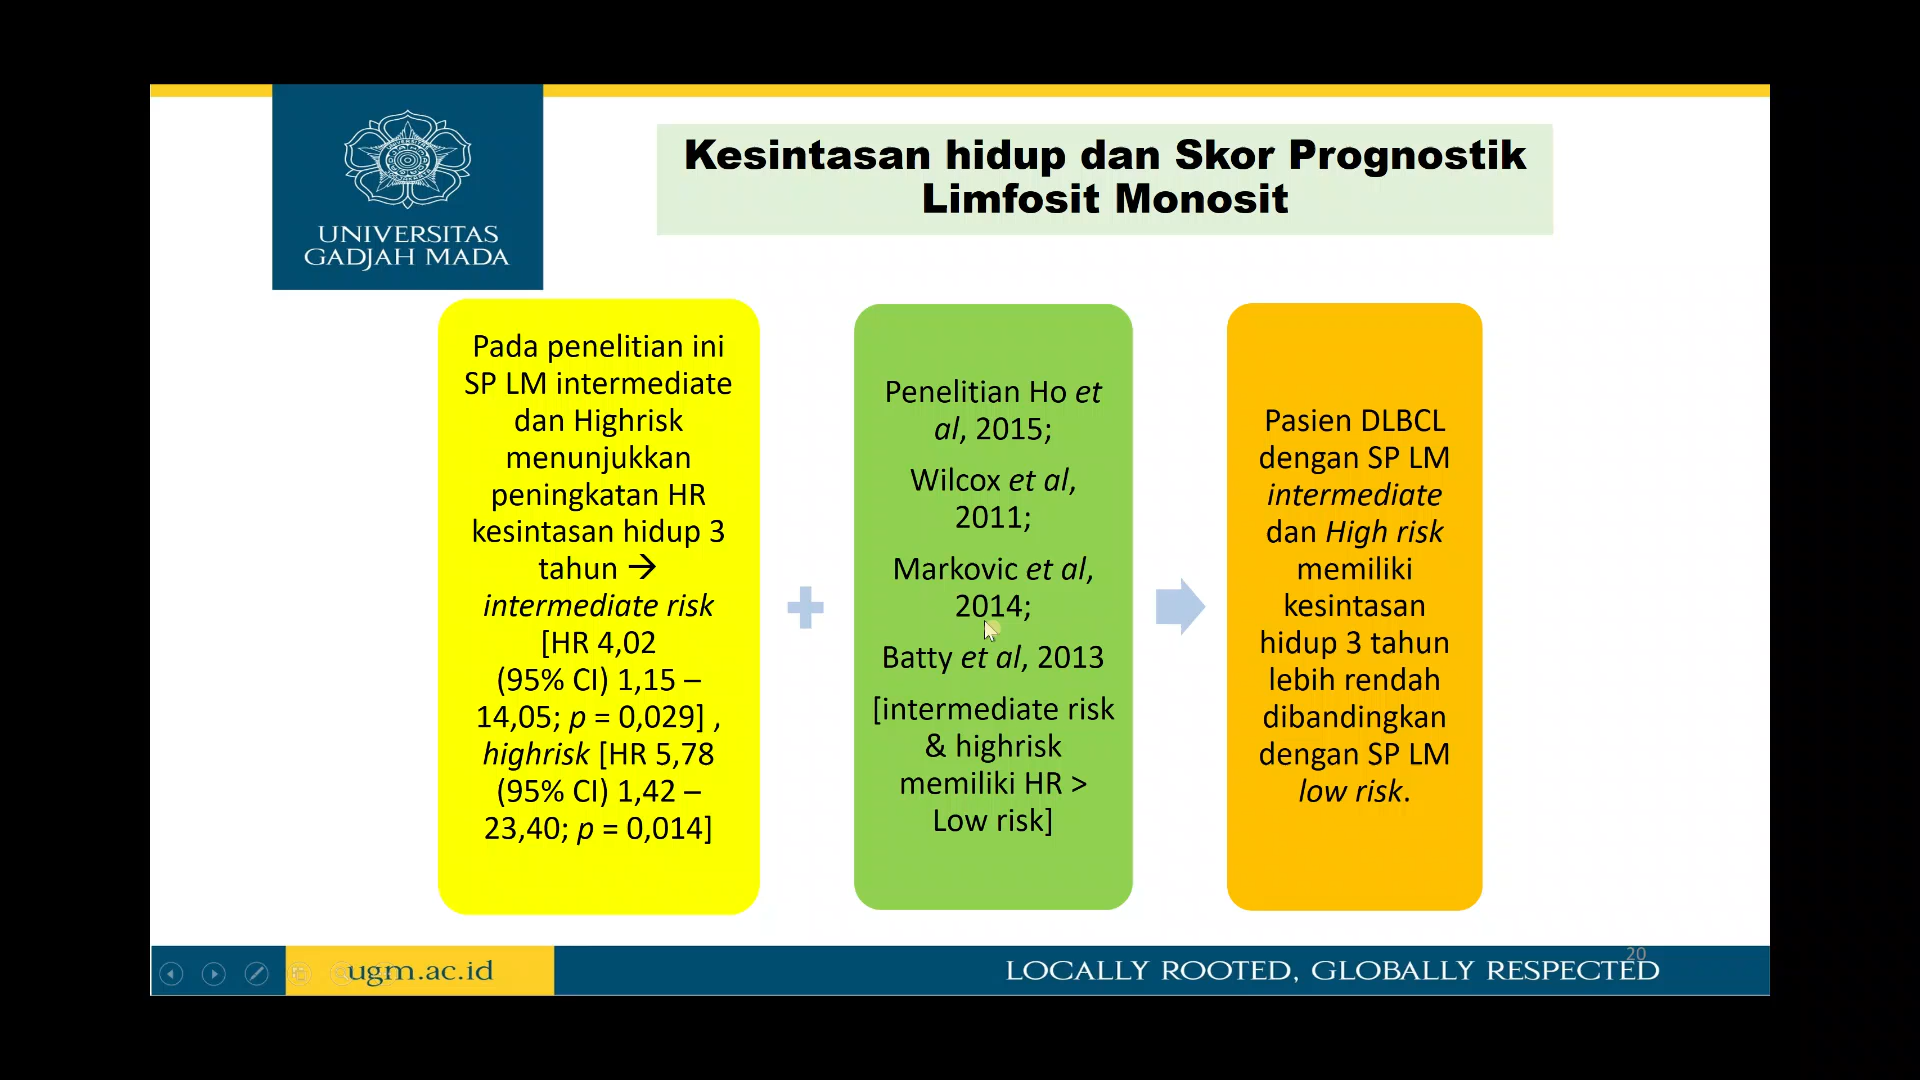 UNIVERSITAS
GADJAH MADA
Kesintasan hidup dan Skor Prognostik
Limfosit Monosit
Pada penelitian ini
SP LM intermediate
dan Highrisk
menunjukkan
peningkatan HR
kesintasan hidup 3
tahun →
intermediate risk
[HR 4,02
(95% CI) 1,15 –
14,05; p = 0,029] ,
highrisk [HR 5,78
(95% CI) 1,42 –
23,40; p = 0,014]
Penelitian Ho et
al, 2015;
Wilcox et al,
2011;
Markovic et al,
2014;
Batty et al, 2013
[intermediate risk
& highrisk
memiliki HR >
Low risk]
Pasien DLBCL
dengan SP LM
intermediate
dan High risk
memiliki
kesintasan
hidup 3 tahun
lebih rendah
dibandingkan
dengan SP LM
low risk.
20
ugm.ac.id
LOCALLY ROOTED, GLOBALLY RESPECTED